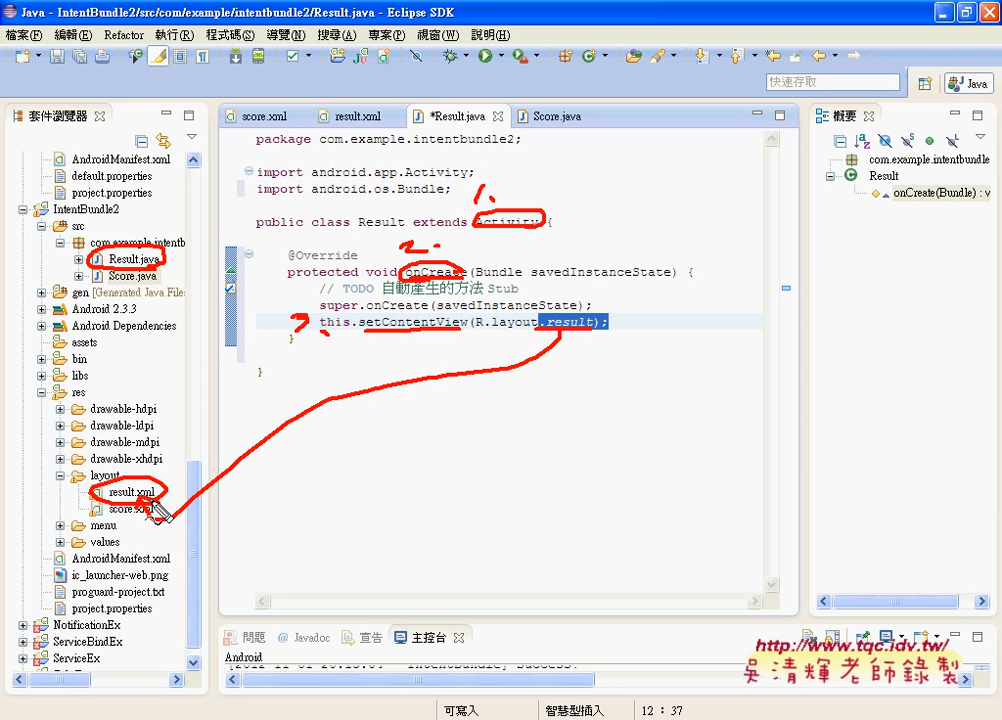 Java - IntentBundle2/src/com/example/intentbundle2/Result.java - Eclipse SDK
檔案(F) 編輯(E) Refactor 執行(R) 程式碼(S) 導覽(N) 搜尋(A) 專案(P) 視窗(W) 說明(H)
快速存取
Java
套件瀏覽器
AndroidManifest.xml
default.properties
project.properties
IntentBundle2
src
com.example.intentb
Result.java
Score.java
gen [Generated Java Files
Android 2.3.3
Android Dependencies
assets
bin
libs
res
drawable-hdpi
drawable-ldpi
drawable-mdpi
drawable-xhdpi
layout
result.xml
score.xml
menu
values
AndroidManifest.xml
ic_launcher-web.png
proguard-project.txt
project.properties
NotificationEx
ServiceBindEx
ServiceEx
score.xml result.xml *Result.java Score.java
package com.example.intentbundle2;
import android.app.Activity;
import android.os.Bundle;
1.
public class Result extends Activity {
2.
@Override
protected void onCreate(Bundle savedInstanceState) {
// TODO 自動產生的方法 Stub
super.onCreate(savedInstanceState);
3.
this.setContentView(R.layout.result);
}
}
概要
com.example.intentbundle
Result
onCreate(Bundle) : v
問題 @ Javadoc 宣告 主控台
Android
http://www.tqc.idv.tw/
吳清輝老師錄製
可寫入 智慧型插入 12 : 37